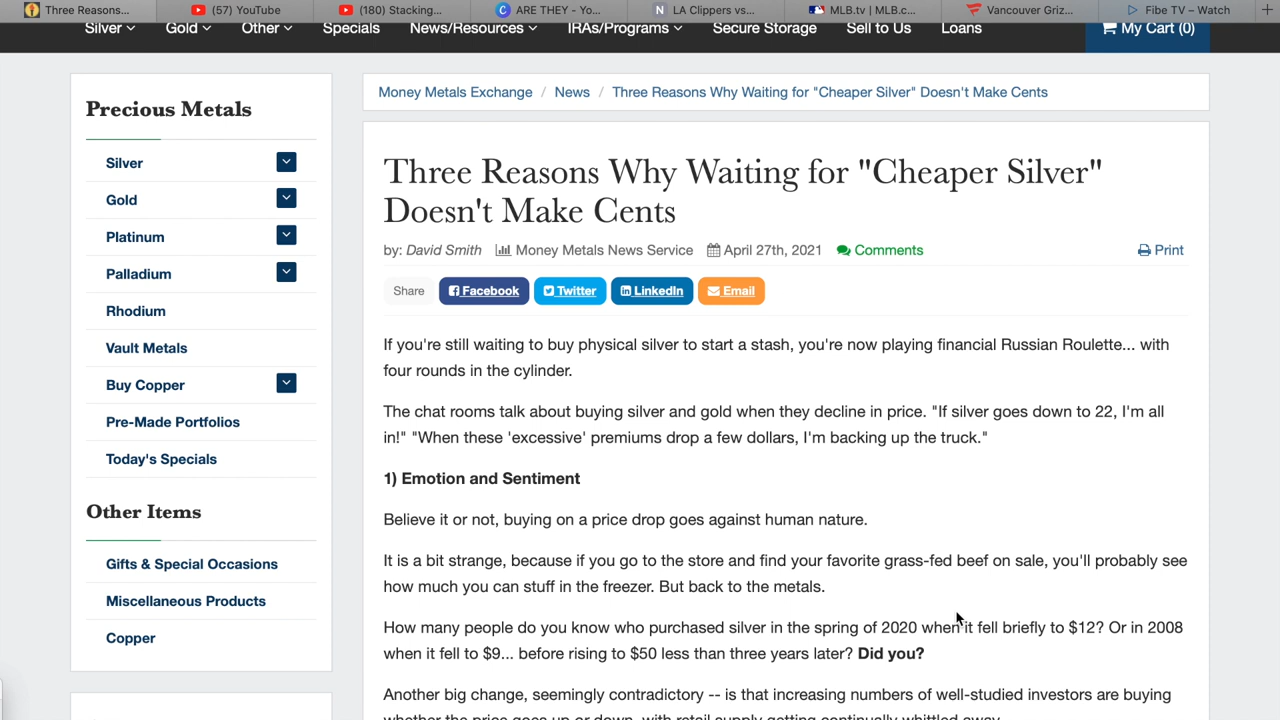 Three Reasons...
(57) YouTube
(180) Stacking...
ARE THEY - Yo...
LA Clippers vs...
MLB.tv | MLB.c...
Vancouver Griz...
Fibe TV – Watch
Silver
Gold
Other
Specials
News/Resources
IRAs/Programs
Secure Storage
Sell to Us
Loans
My Cart (0)
Precious Metals
Silver
Gold
Platinum
Palladium
Rhodium
Vault Metals
Buy Copper
Pre-Made Portfolios
Today's Specials
Other Items
Gifts & Special Occasions
Miscellaneous Products
Copper
Money Metals Exchange / News / Three Reasons Why Waiting for "Cheaper Silver" Doesn't Make Cents
Three Reasons Why Waiting for "Cheaper Silver"
Doesn't Make Cents
by: David Smith Money Metals News Service April 27th, 2021 Comments Print
Share Facebook Twitter LinkedIn Email
If you're still waiting to buy physical silver to start a stash, you're now playing financial Russian Roulette... with
four rounds in the cylinder.
The chat rooms talk about buying silver and gold when they decline in price. "If silver goes down to 22, I'm all
in!" "When these 'excessive' premiums drop a few dollars, I'm backing up the truck."
1) Emotion and Sentiment
Believe it or not, buying on a price drop goes against human nature.
It is a bit strange, because if you go to the store and find your favorite grass-fed beef on sale, you'll probably see
how much you can stuff in the freezer. But back to the metals.
How many people do you know who purchased silver in the spring of 2020 when it fell briefly to $12? Or in 2008
when it fell to $9... before rising to $50 less than three years later? Did you?
Another big change, seemingly contradictory -- is that increasing numbers of well-studied investors are buying
whether the price goes up or down, with retail supply getting continually whittled away.